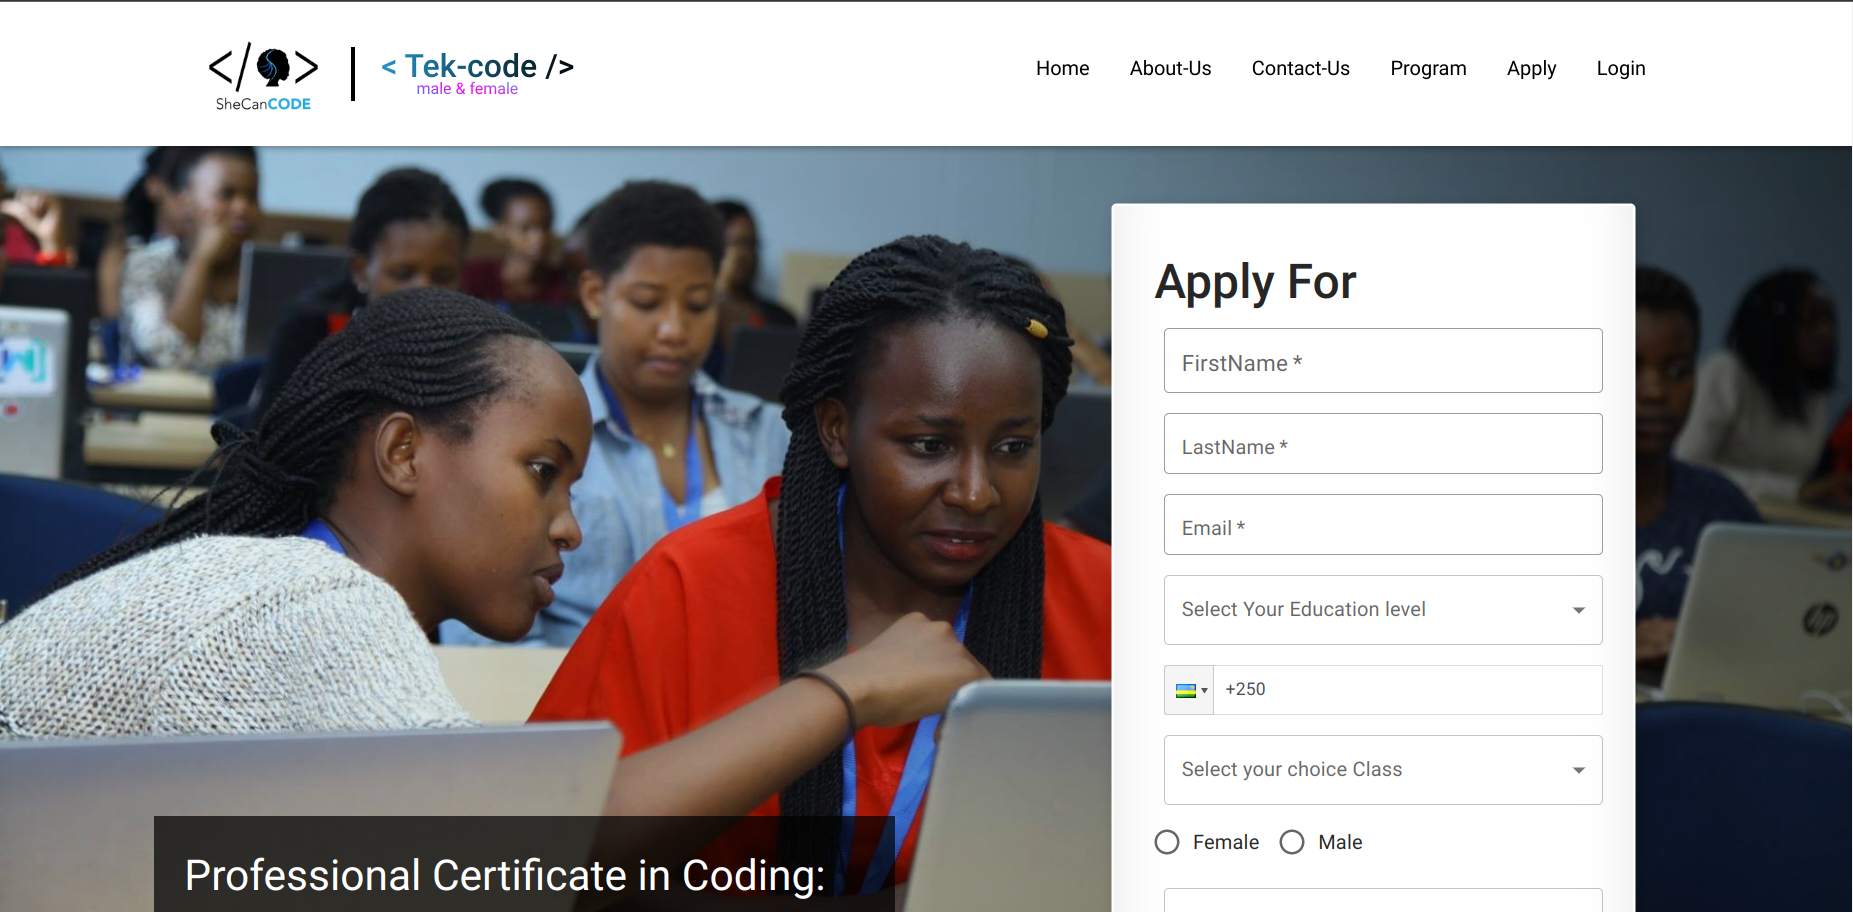 </>
SheCanCODE
< Tek-code />
male & female
Home About-Us Contact-Us Program Apply Login
Apply For
FirstName *
LastName *
Email *
Select Your Education level
+250
Select your choice Class
Female Male
Professional Certificate in Coding:
hp